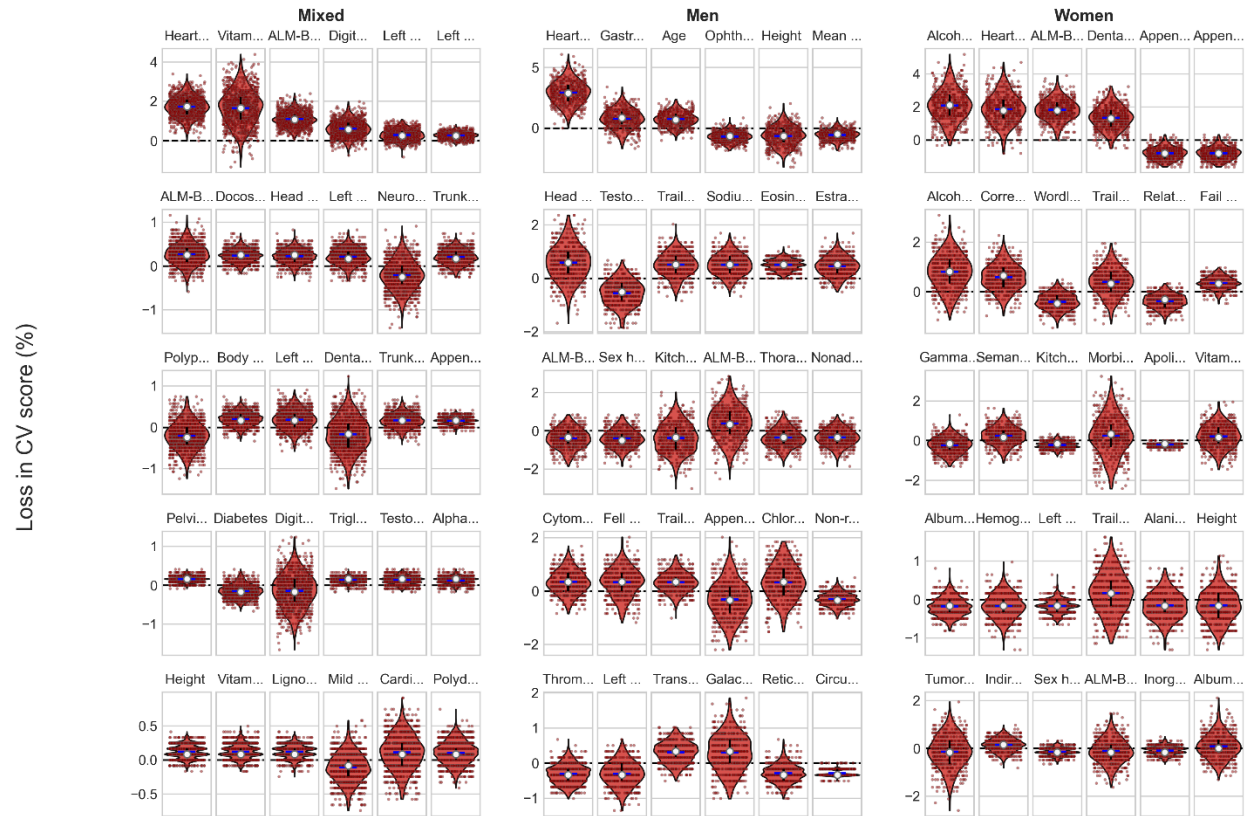 Mixed Men Women
Heart... Vitam... ALM-B... Digit... Left ... Left ... Heart... Gastr... Age Ophth... Height Mean ... Alcoh... Heart... ALM-B... Denta... Appen... Appen...
4 2 0
5 0
4 2 0
ALM-B... Docos... Head ... Left ... Neuro... Trunk... Head ... Testo... Trail... Sodiu... Eosin... Estra... Alcoh... Corre... Wordl... Trail... Relat... Fail ...
1 0 −1
2 0 −2
2 0
Polyp... Body ... Left ... Denta... Trunk... Appen... ALM-B... Sex h... Kitch... ALM-B... Thora... Nonad... Gamma... Seman... Kitch... Morbi... Apoli... Vitam...
1 0 −1
2 0 −2
2 0 −2
Pelvi... Diabetes Digit... Trigl... Testo... Alpha... Cytom... Fell ... Trail... Appen... Chlor... Non-r... Album... Hemog... Left ... Trail... Alani... Height
1 0 −1
2 0 −2
1 0 −1
Height Vitam... Ligno... Mild ... Cardi... Polyd... Throm... Left ... Trans... Galac... Retic... Circu... Tumor... Indir... Sex h... ALM-B... Inorg... Album...
0.5 0.0 −0.5
2 1 0 −1
2 0 −2
Loss in CV score (%)